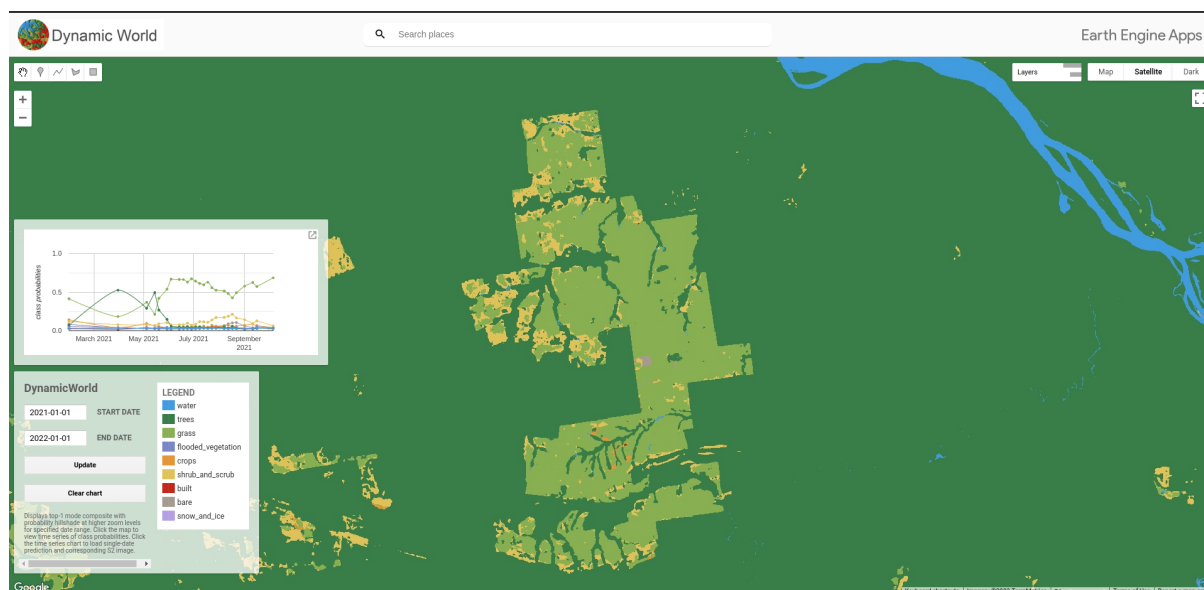 Dynamic World
Search places
Earth Engine Apps
Layers
Map
Satellite
Dark
1.0
0.5
0.0
class probabilities
March 2021
May 2021
July 2021
September
2021
DynamicWorld
2021-01-01 START DATE
2022-01-01 END DATE
Update
Clear chart
Displays top-1 mode composite with
probability hillshade at higher zoom levels
for specified date range. Click the map to
view time series of class probabilities. Click
the time series chart to load single-date
prediction and corresponding S2 image.
LEGEND
water
trees
grass
flooded_vegetation
crops
shrub_and_scrub
built
bare
snow_and_ice
Google